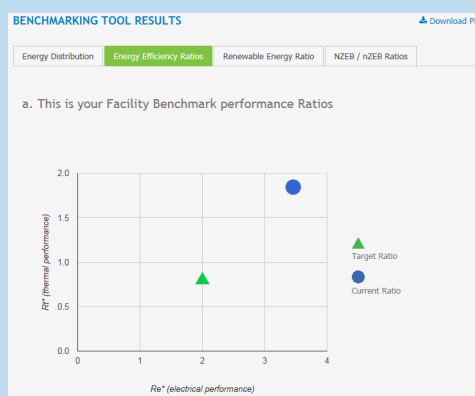 BENCHMARKING TOOL RESULTS
Download
Energy Distribution
Energy Efficiency Ratios
Renewable Energy Ratio
NZEB / nZEB Ratios
a. This is your Facility Benchmark performance Ratios
2.0
1.5
1.0
0.5
0.0
Rt* (thermal performance)
0 1 2 3 4
Re* (electrical performance)
Target Ratio
Current Ratio